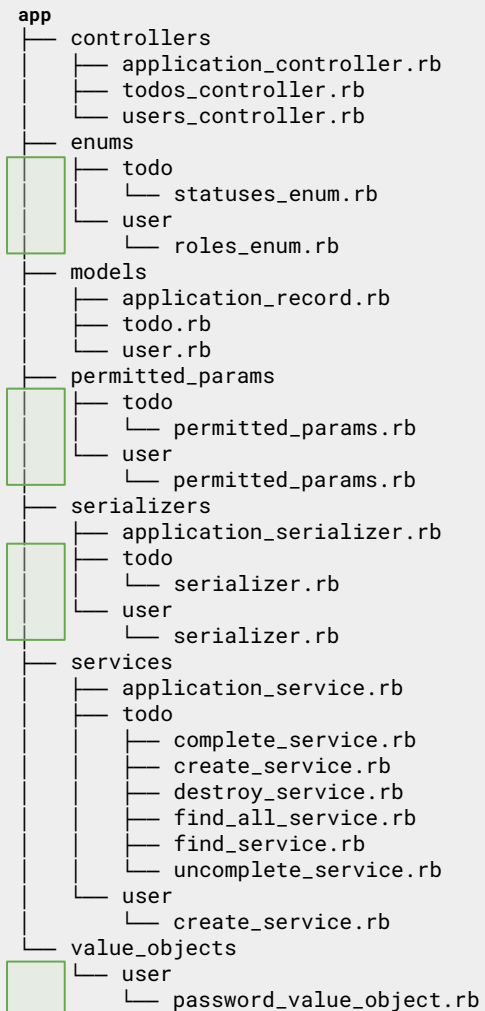 app
├── controllers
│   ├── application_controller.rb
│   ├── todos_controller.rb
│   └── users_controller.rb
├── enums
│   ├── todo
│   │   └── statuses_enum.rb
│   └── user
│       └── roles_enum.rb
├── models
│   ├── application_record.rb
│   ├── todo.rb
│   └── user.rb
├── permitted_params
│   ├── todo
│   │   └── permitted_params.rb
│   └── user
│       └── permitted_params.rb
├── serializers
│   ├── application_serializer.rb
│   ├── todo
│   │   └── serializer.rb
│   └── user
│       └── serializer.rb
├── services
│   ├── application_service.rb
│   ├── todo
│   │   ├── complete_service.rb
│   │   ├── create_service.rb
│   │   ├── destroy_service.rb
│   │   ├── find_all_service.rb
│   │   ├── find_service.rb
│   │   └── uncomplete_service.rb
│   └── user
│       └── create_service.rb
└── value_objects
    └── user
        └── password_value_object.rb